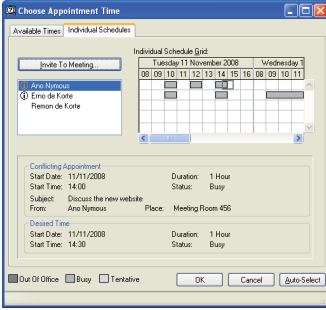 Choose Appointment Time
Available Times Individual Schedules
Individual Schedule Grid:
Invite To Meeting...
Tuesday 11 November 2008 Wednesday 1
08 09 10 11 12 13 14 15 16 08 09 10 11
Ano Nymous
Erno de Korte
Remon de Korte
Conflicting Appointment
Start Date: 11/11/2008 Duration: 1 Hour
Start Time: 14:00 Status: Busy
Subject: Discuss the new website
From: Ano Nymous Place: Meeting Room 456
Desired Time
Start Date: 11/11/2008 Duration: 1 Hour
Start Time: 14:30 Status: Busy
Out Of Office Busy Tentative OK Cancel Auto-Select